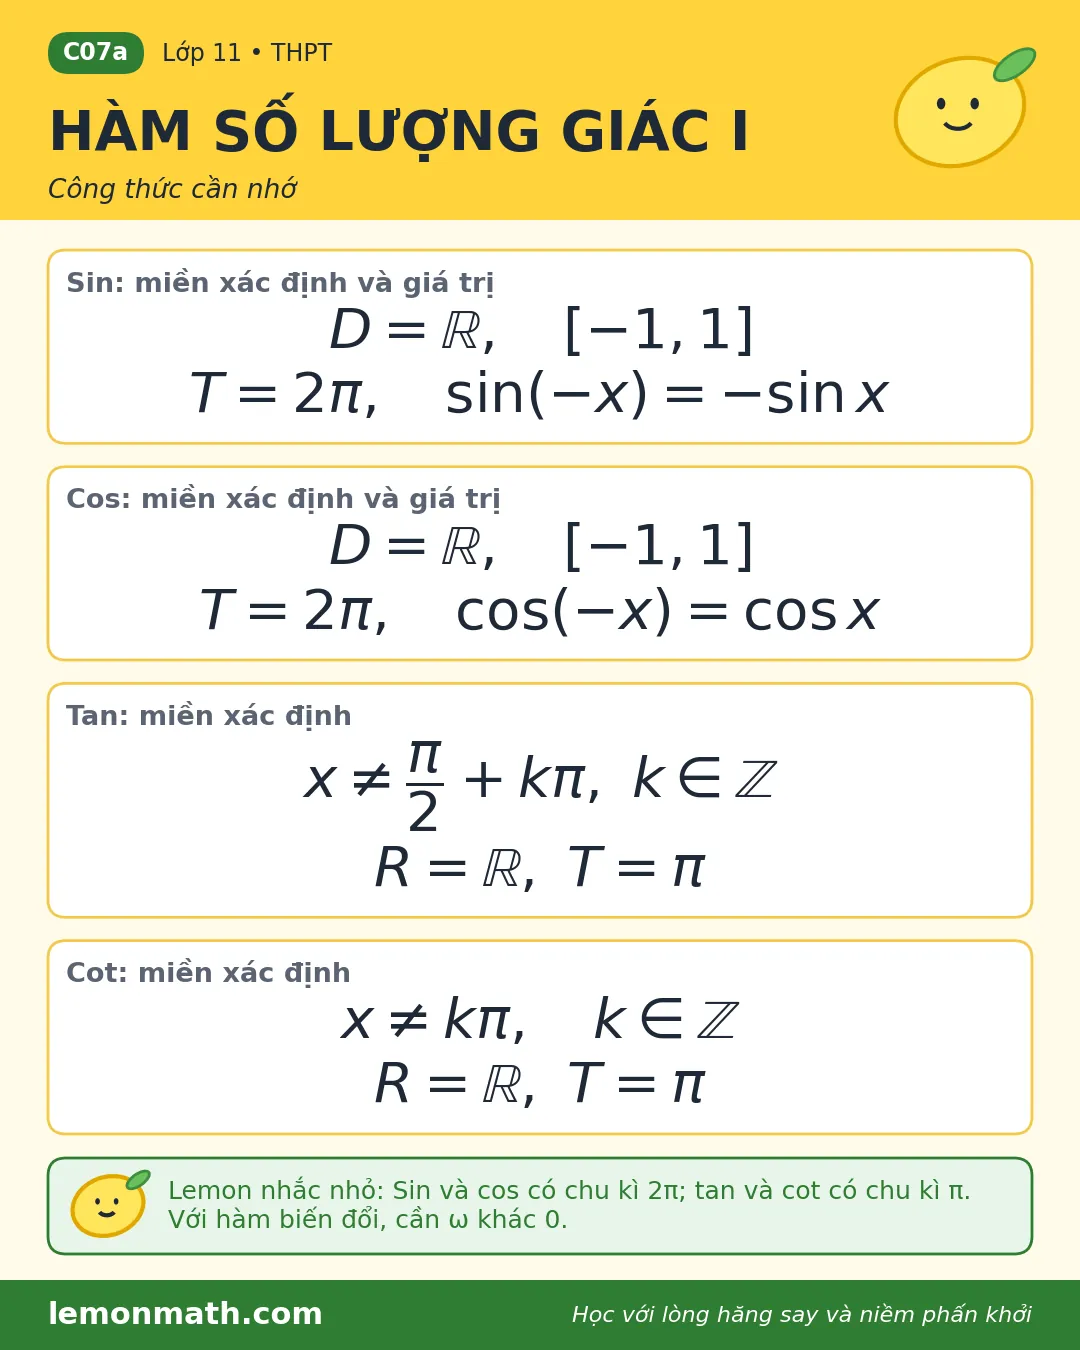 C07a Lớp 11 • THPT
HÀM SỐ LƯỢNG GIÁC I
Công thức cần nhớ
Sin: miền xác định và giá trị
D = ℝ, [−1, 1]
T = 2π, sin(−x) = −sin x
Cos: miền xác định và giá trị
D = ℝ, [−1, 1]
T = 2π, cos(−x) = cos x
Tan: miền xác định
x ≠ π/2 + kπ, k ∈ ℤ
R = ℝ, T = π
Cot: miền xác định
x ≠ kπ, k ∈ ℤ
R = ℝ, T = π
Lemon nhắc nhỏ: Sin và cos có chu kì 2π; tan và cot có chu kì π.
Với hàm biến đổi, cần ω khác 0.
lemonmath.com Học với lòng hăng say và niềm phấn khởi